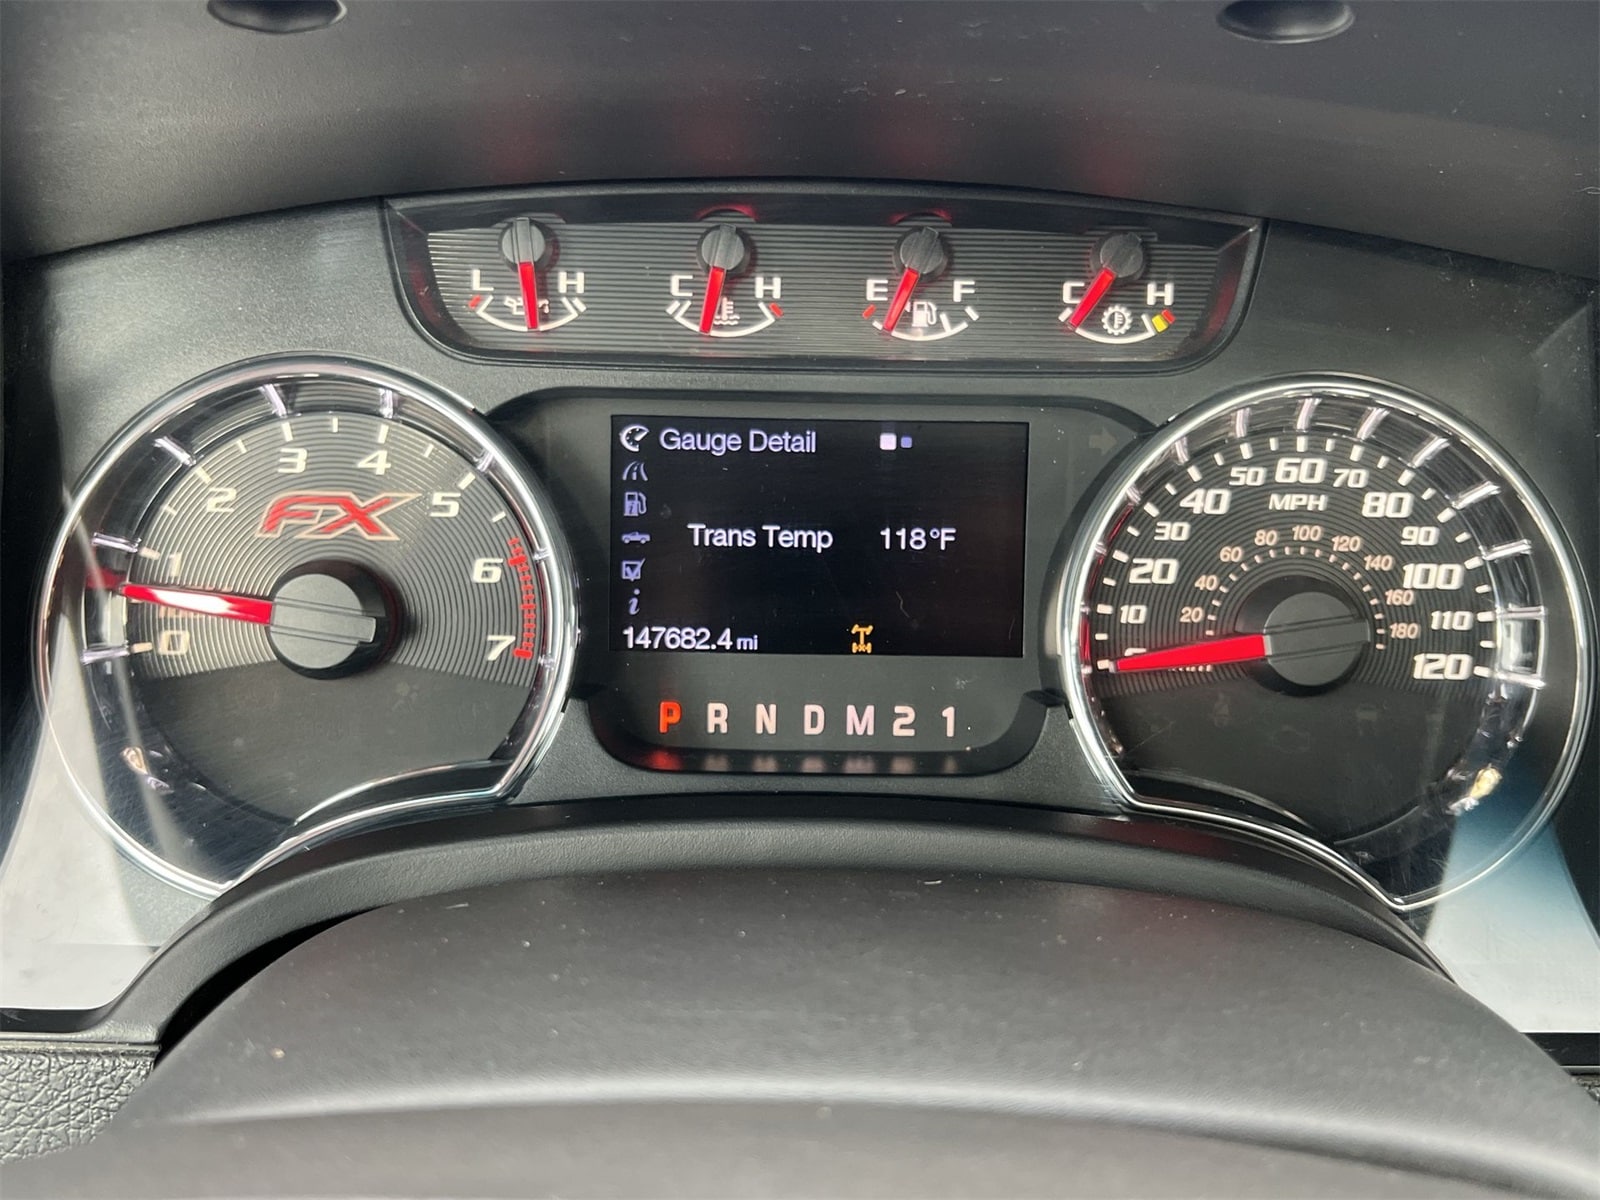 L H C H E F C H
Gauge Detail
Trans Temp 118°F
147682.4 mi
P R N D M 2 1
0 1 2 3 4 5 6 7
FX
10 20 30 40 50 60 70 80 90 100 110 120
MPH
20 40 60 80 100 120 140 160 180